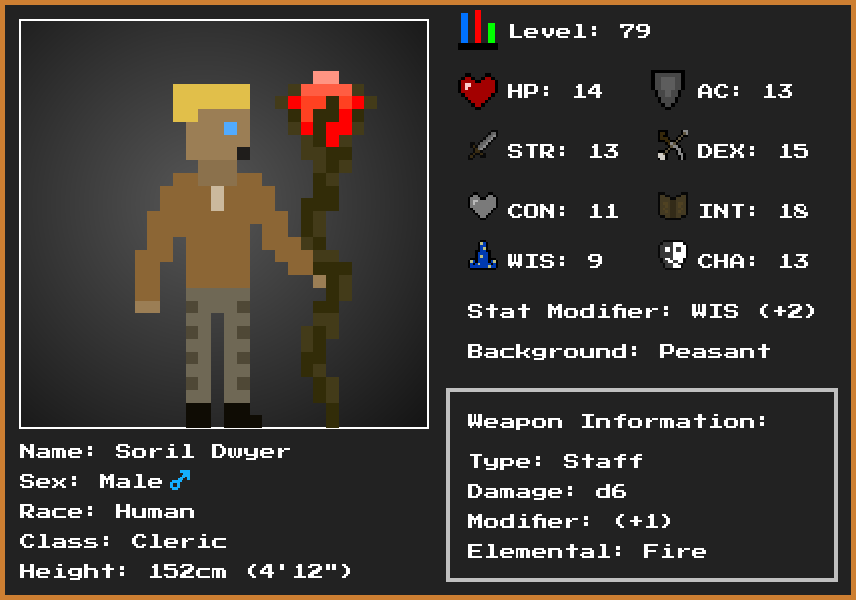 Level: 79
HP: 14 AC: 13
STR: 13 DEX: 15
CON: 11 INT: 18
WIS: 9 CHA: 13
Stat Modifier: WIS (+2)
Background: Peasant
Weapon Information:
Type: Staff
Damage: d6
Modifier: (+1)
Elemental: Fire
Name: Soril Dwyer
Sex: Male♂
Race: Human
Class: Cleric
Height: 152cm (4'12")